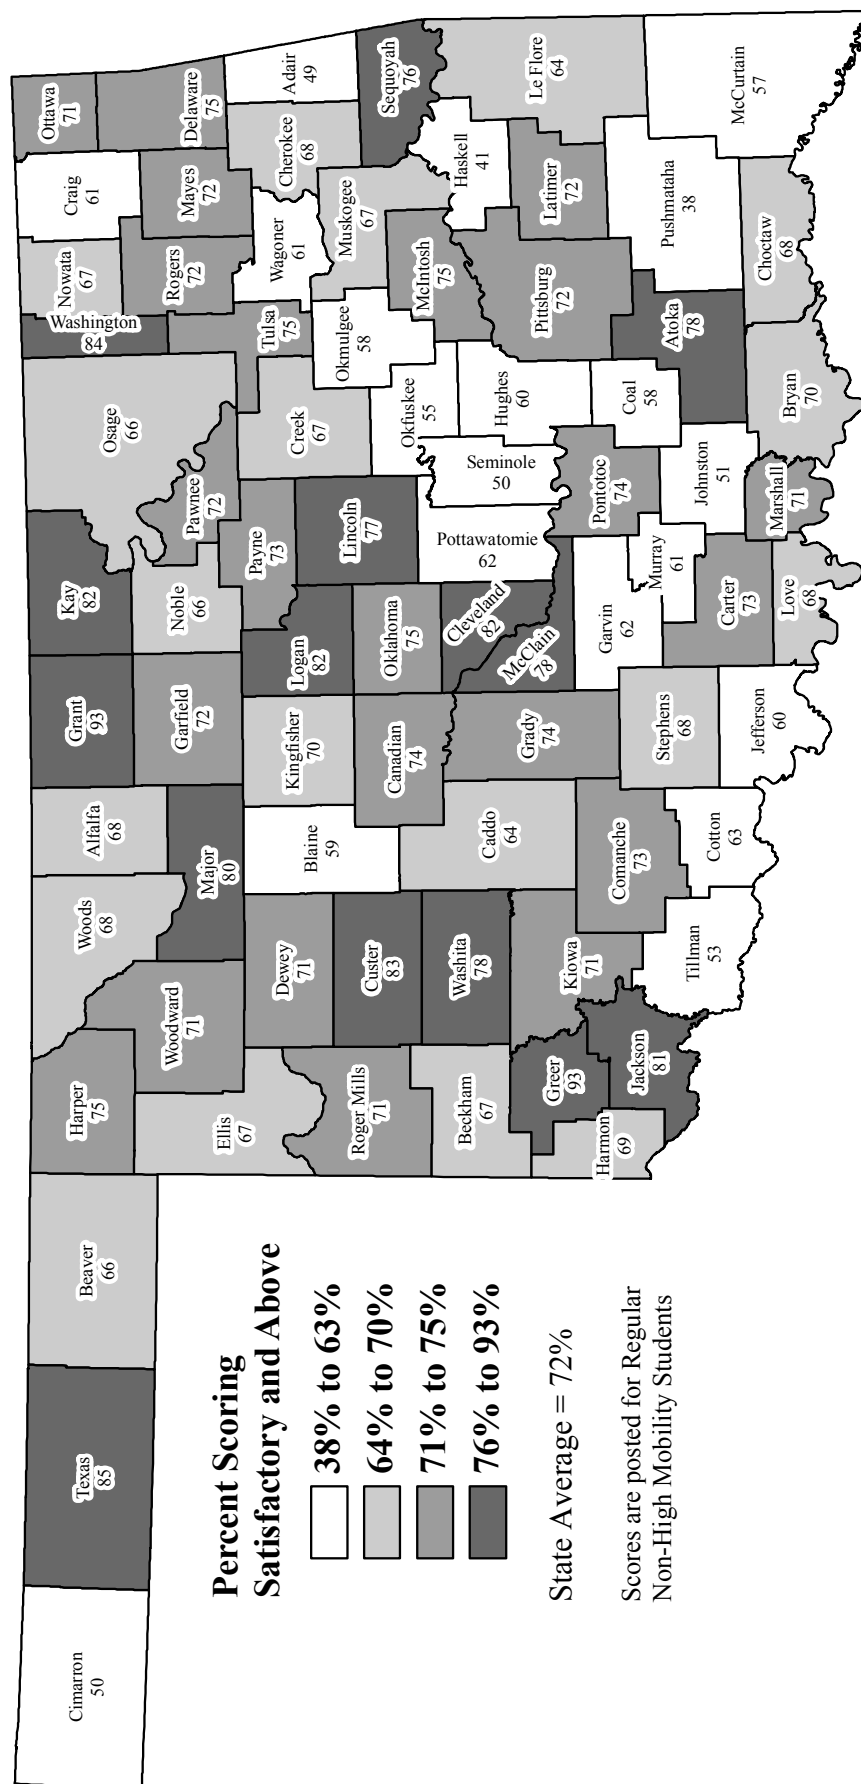 Cimarron
50
Texas
85
Beaver
66
Harper
75
Woods
68
Alfalfa
68
Grant
93
Kay
82
Osage
66
Washington
84
Nowata
67
Craig
61
Ottawa
71
Ellis
67
Woodward
71
Major
80
Garfield
72
Noble
66
Pawnee
72
Rogers
72
Mayes
72
Delaware
75
Roger Mills
71
Dewey
71
Blaine
59
Kingfisher
70
Logan
82
Payne
73
Creek
67
Tulsa
75
Wagoner
61
Cherokee
68
Adair
49
Custer
83
Canadian
74
Oklahoma
75
Lincoln
77
Okfuskee
55
Okmulgee
58
Muskogee
67
Sequoyah
76
Beckham
67
Washita
78
Caddo
64
Grady
74
McClain
78
Cleveland
82
Pottawatomie
62
Seminole
50
Hughes
60
McIntosh
75
Haskell
41
Le Flore
64
Harmon
69
Greer
93
Kiowa
71
Comanche
73
Stephens
68
Garvin
62
Pontotoc
74
Coal
58
Pittsburg
72
Latimer
72
Jackson
81
Tillman
53
Cotton
63
Jefferson
60
Carter
73
Murray
61
Johnston
51
Atoka
78
Pushmataha
38
McCurtain
57
Love
68
Marshall
71
Bryan
70
Choctaw
68
Percent Scoring
Satisfactory and Above
38% to 63%
64% to 70%
71% to 75%
76% to 93%
State Average = 72%
Scores are posted for Regular
Non-High Mobility Students